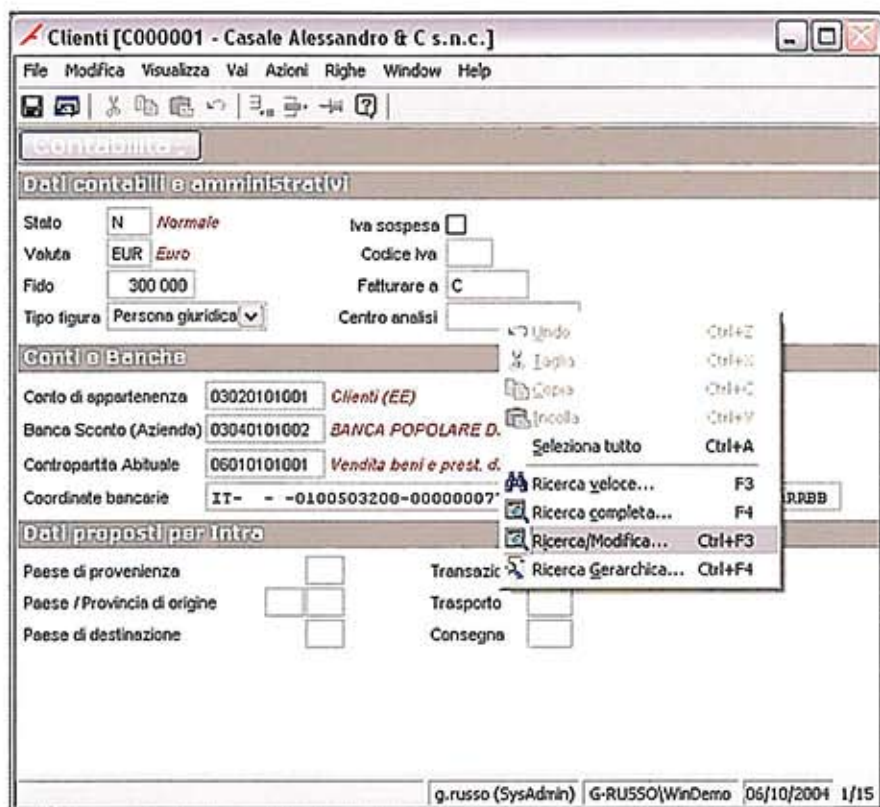 Clienti [C000001 - Casale Alessandro & C s.n.c.]
File Modifica Visualizza Vai Azioni Righe Window Help
Contabilità
Dati contabili e amministrativi
Stato N Normale Iva sospesa
Valuta EUR Euro Codice Iva
Fido 300 000 Fatturare a C
Tipo figura Persona giuridica Centro analisi
Undo Ctrl+Z
Taglia Ctrl+X
Copia Ctrl+C
Incolla Ctrl+V
Seleziona tutto Ctrl+A
Ricerca veloce... F3
Ricerca completa... F4
Ricerca/Modifica... Ctrl+F3
Ricerca Gerarchica... Ctrl+F4
Conti e Banche
Conto di appartenenza 03020101001 Clienti (EE)
Banca Sconto (Azienda) 03040101002 BANCA POPOLARE D.
Contropartita Abituale 06010101001 Vendita beni e prest. d.
Coordinate bancarie IT- - -0100503200-00000007 RRBB
Dati proposti per Intra
Paese di provenienza Transazic
Paese / Provincia di origine Trasporto
Paese di destinazione Consegna
g.russo (SysAdmin) G-RUSSO\WinDemo 06/10/2004 1/15